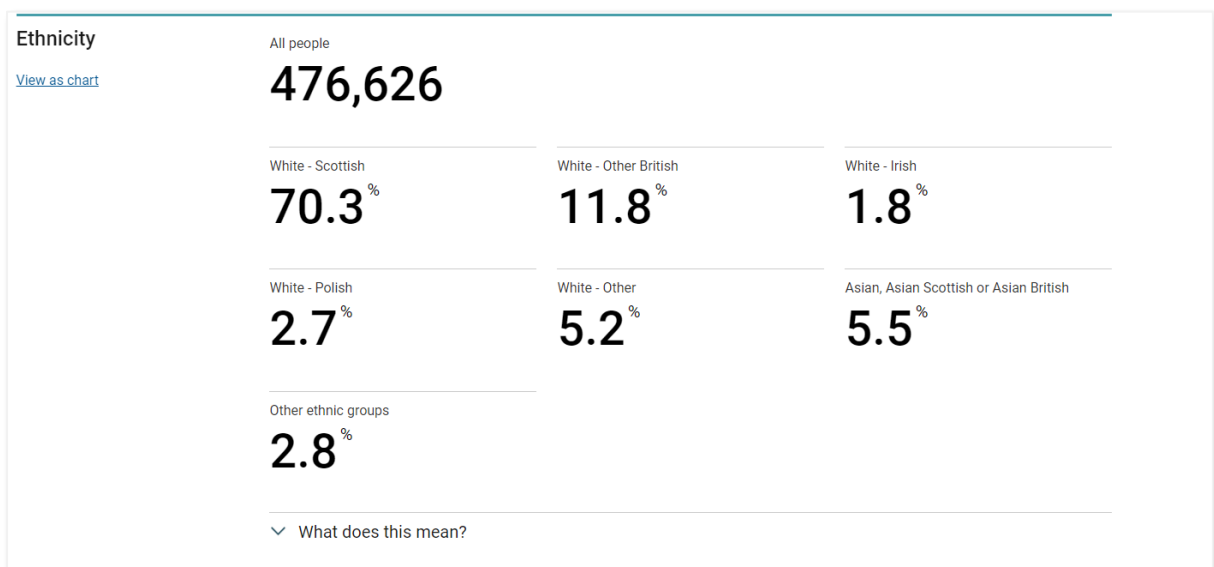 Ethnicity
View as chart
All people
476,626
White - Scottish
70.3%
White - Other British
11.8%
White - Irish
1.8%
White - Polish
2.7%
White - Other
5.2%
Asian, Asian Scottish or Asian British
5.5%
Other ethnic groups
2.8%
What does this mean?